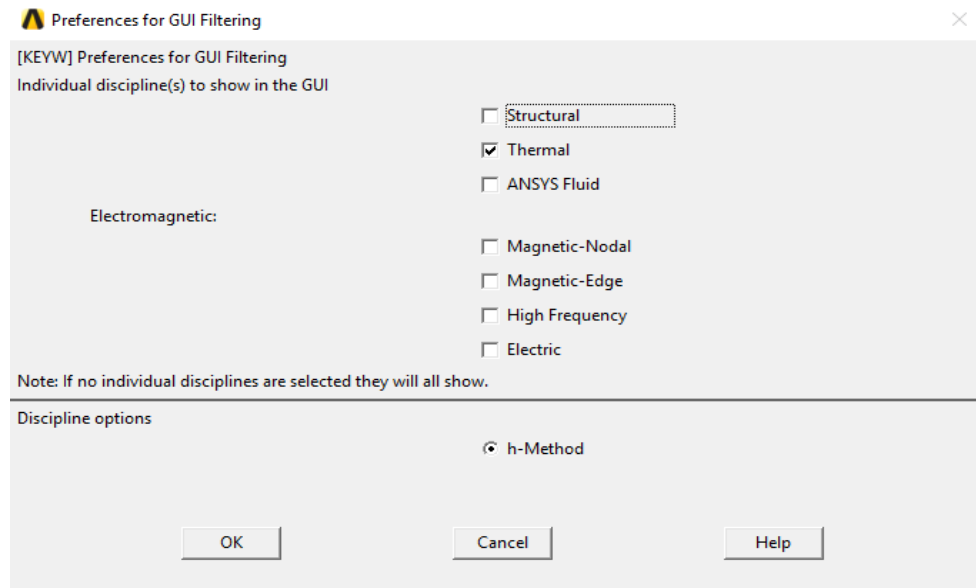 Preferences for GUI Filtering
[KEYW] Preferences for GUI Filtering
Individual discipline(s) to show in the GUI
Structural
Thermal
ANSYS Fluid
Electromagnetic:
Magnetic-Nodal
Magnetic-Edge
High Frequency
Electric
Note: If no individual disciplines are selected they will all show.
Discipline options
h-Method
OK Cancel Help